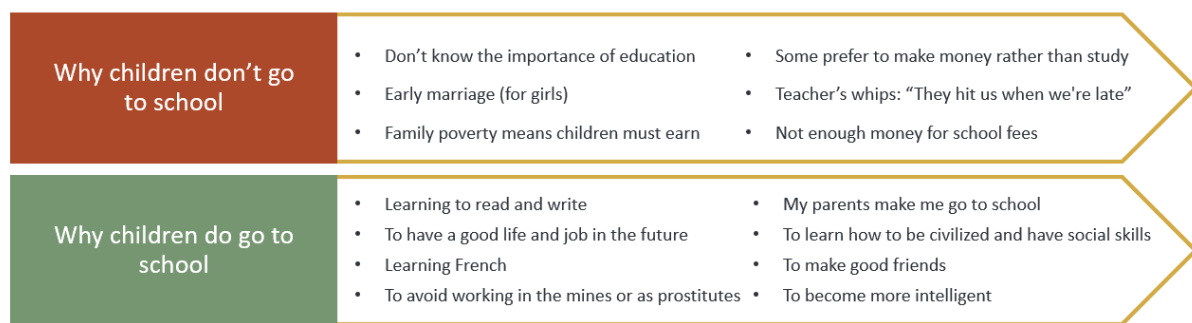 Why children don’t go
to school
• Don’t know the importance of education
• Early marriage (for girls)
• Family poverty means children must earn
• Some prefer to make money rather than study
• Teacher’s whips: “They hit us when we're late”
• Not enough money for school fees
Why children do go to
school
• Learning to read and write
• To have a good life and job in the future
• Learning French
• To avoid working in the mines or as prostitutes
• My parents make me go to school
• To learn how to be civilized and have social skills
• To make good friends
• To become more intelligent